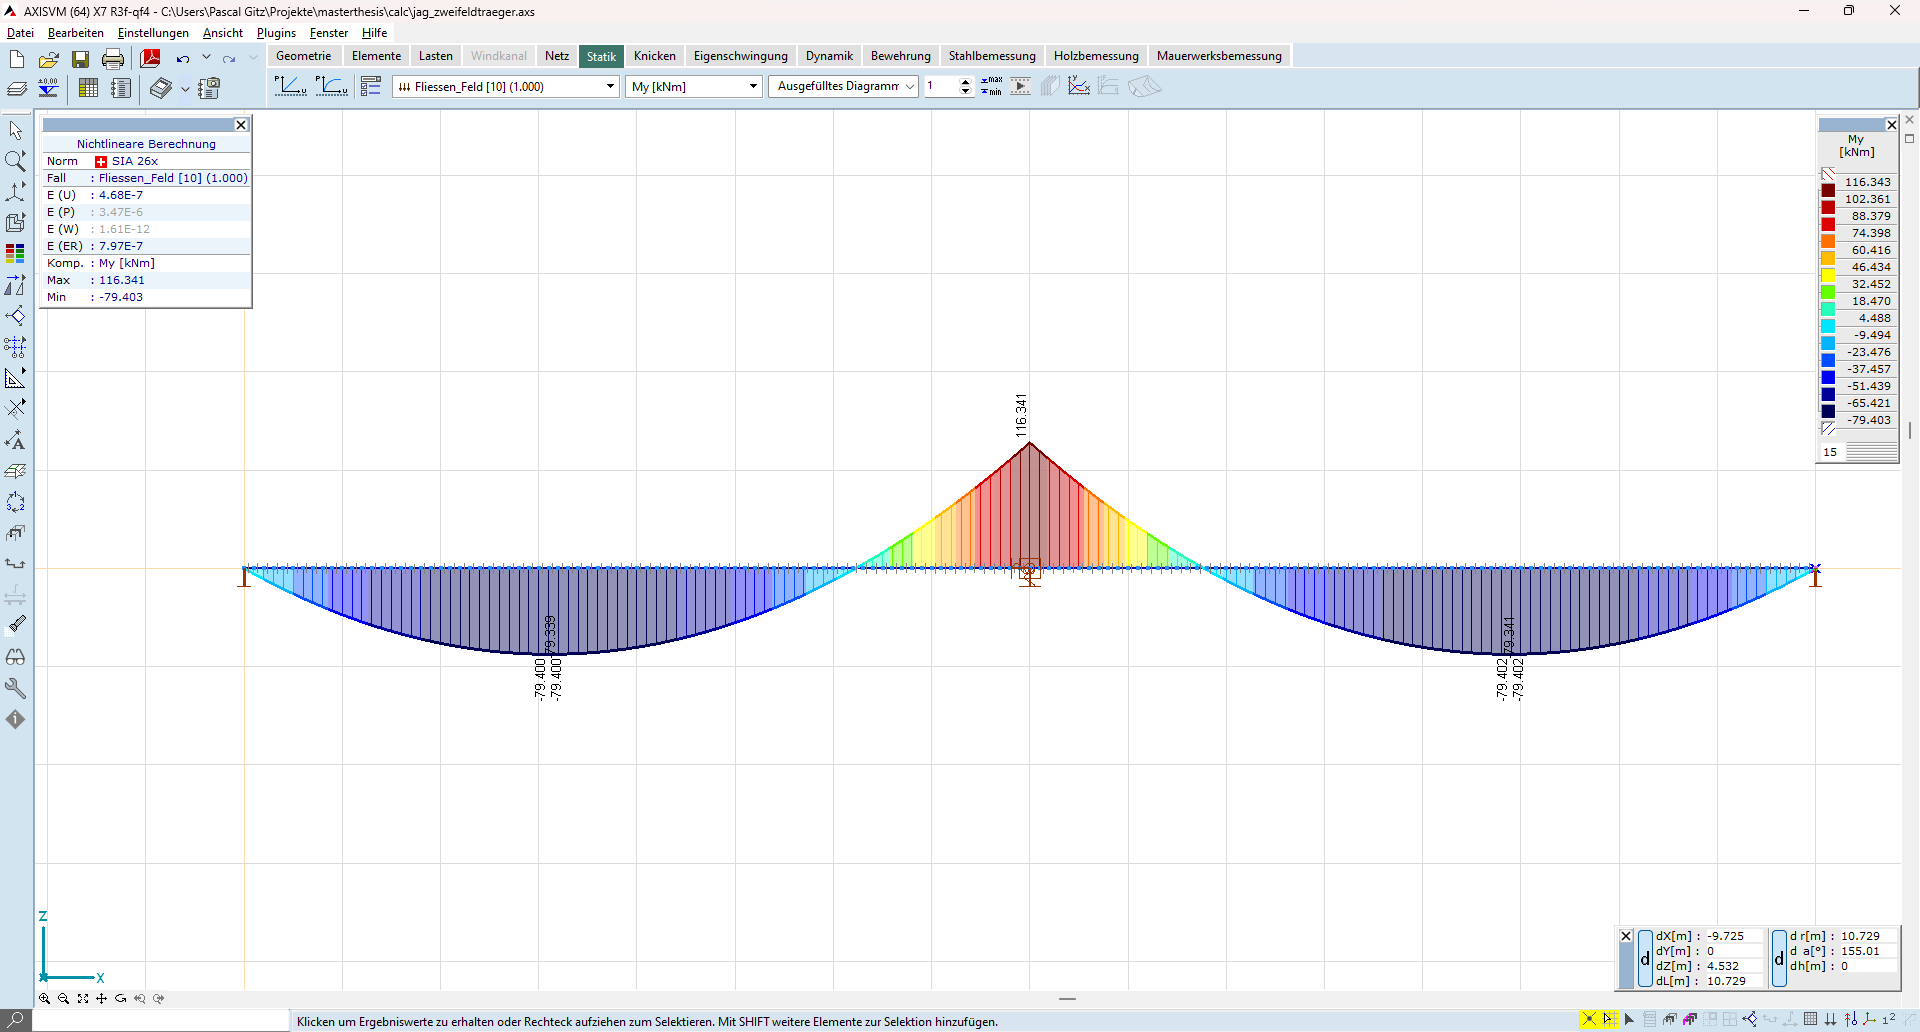 AXISVM (64) X7 R3f-qf4 - C:\Users\Pascal Gitz\Projekte\masterthesis\calc\jag_zweifeldtraeger.axs
Datei Bearbeiten Einstellungen Ansicht Plugins Fenster Hilfe
Geometrie Elemente Lasten Windkanal Netz Statik Knicken Eigenschwingung Dynamik Bewehrung Stahlbemessung Holzbemessung Mauerwerksbemessung
Fliessen_Feld [10] (1.000) My [kNm] Ausgefülltes Diagramm 1 max min
Nichtlineare Berechnung
Norm SIA 26x
Fall : Fliessen_Feld [10] (1.000)
E (U) : 4.68E-7
E (P) : 3.47E-6
E (W) : 1.61E-12
E (ER) : 7.97E-7
Komp. : My [kNm]
Max : 116.341
Min : -79.403
My
[kNm]
116.343
102.361
88.379
74.398
60.416
46.434
32.452
18.470
4.488
-9.494
-23.476
-37.457
-51.439
-65.421
-79.403
15
116.341
-79.400
-79.339
-79.400
-79.402
-79.341
-79.402
Z
X
dX[m] : -9.725
dY[m] : 0
dZ[m] : 4.532
dL[m] : 10.729
d
d r[m] : 10.729
d a[°] : 155.01
dh[m] : 0
d
Klicken um Ergebniswerte zu erhalten oder Rechteck aufziehen zum Selektieren. Mit SHIFT weitere Elemente zur Selektion hinzufügen.